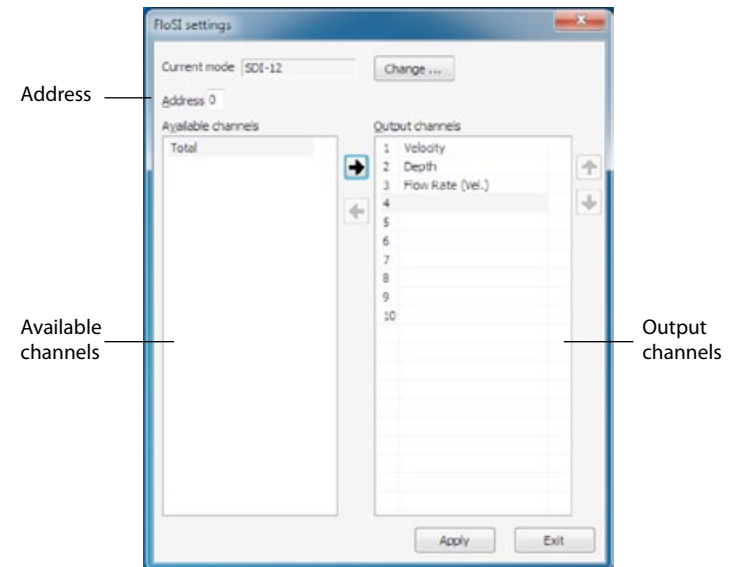 FloSI settings
Current mode SDI-12
Change ...
Address
Address 0
Available channels
Output channels
Total
1 Velocity
2 Depth
3 Flow Rate (Vel.)
4
5
6
7
8
9
10
Available
channels
Output
channels
Apply
Exit